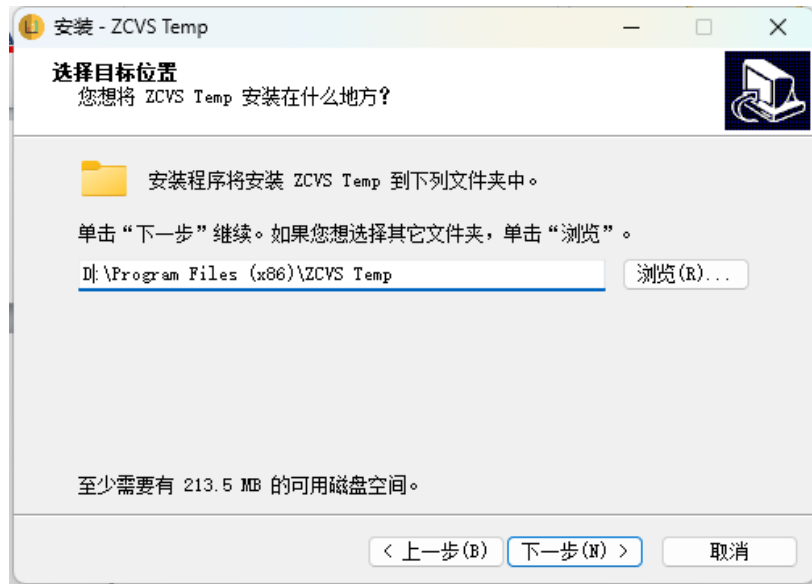 安装 - ZCVS Temp
选择目标位置
您想将 ZCVS Temp 安装在什么地方?
安装程序将安装 ZCVS Temp 到下列文件夹中。
单击“下一步”继续。如果您想选择其它文件夹，单击“浏览”。
D:\Program Files (x86)\ZCVS Temp
浏览(R)...
至少需要有 213.5 MB 的可用磁盘空间。
< 上一步(B)
下一步(N) >
取消